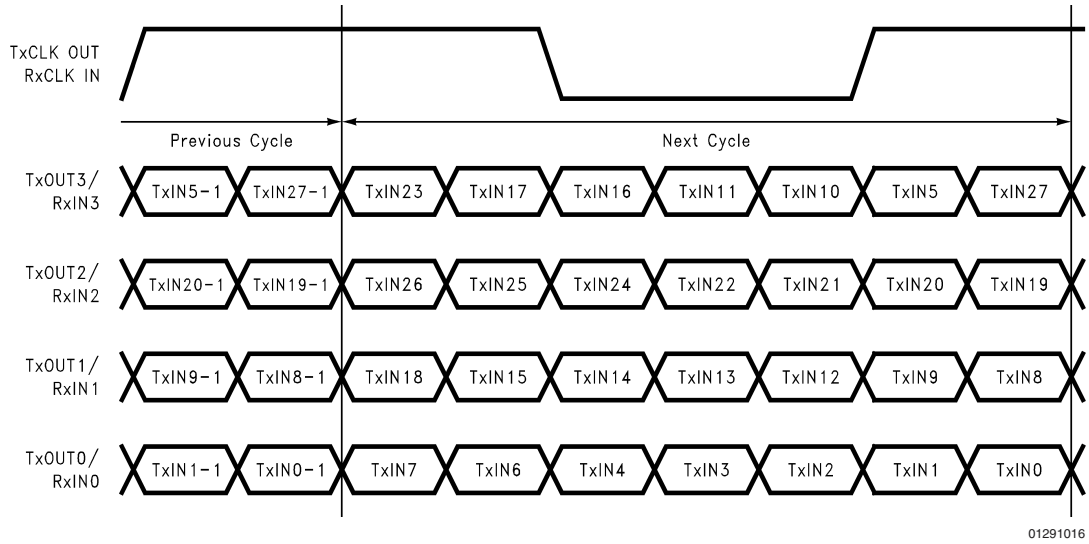 TxCLK OUT
RxCLK IN
Previous Cycle
Next Cycle
TxOUT3/
RxIN3
TxIN5-1 TxIN27-1 TxIN23 TxIN17 TxIN16 TxIN11 TxIN10 TxIN5 TxIN27
TxOUT2/
RxIN2
TxIN20-1 TxIN19-1 TxIN26 TxIN25 TxIN24 TxIN22 TxIN21 TxIN20 TxIN19
TxOUT1/
RxIN1
TxIN9-1 TxIN8-1 TxIN18 TxIN15 TxIN14 TxIN13 TxIN12 TxIN9 TxIN8
TxOUT0/
RxIN0
TxIN1-1 TxIN0-1 TxIN7 TxIN6 TxIN4 TxIN3 TxIN2 TxIN1 TxIN0
01291016